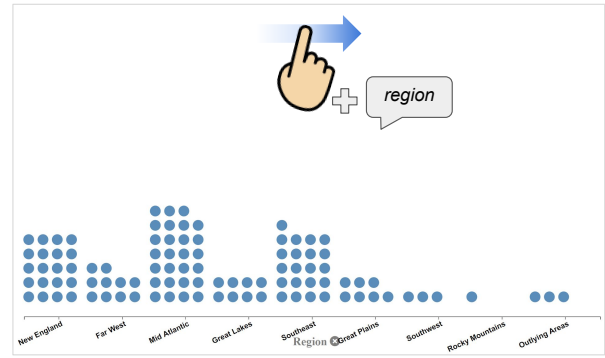 region
New England
Far West
Mid Atlantic
Great Lakes
Southeast
Great Plains
Southwest
Rocky Mountains
Outlying Areas
Region